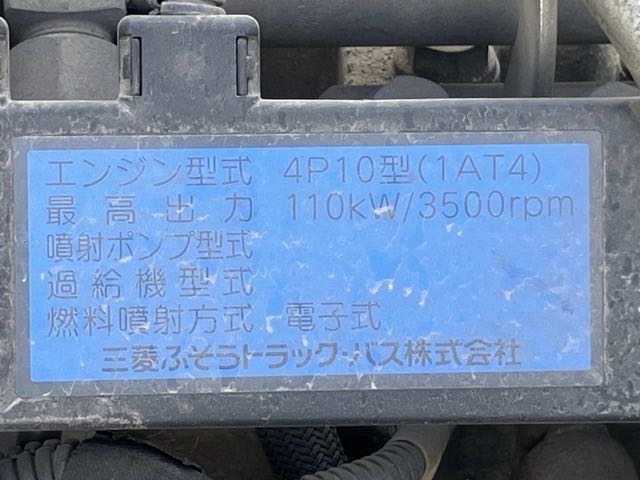 エンジン型式 4P10型(1AT4)
最高出力 110kW/3500rpm
噴射ポンプ型式
過給機型式
燃料噴射方式 電子式
三菱ふそうトラック・バス株式会社